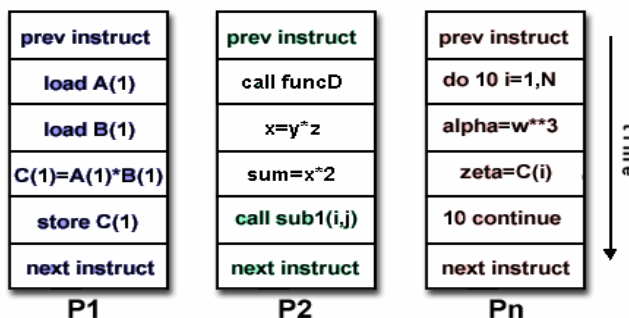 prev instruct
load A(1)
load B(1)
C(1)=A(1)*B(1)
store C(1)
next instruct
P1
prev instruct
call funcD
x=y*z
sum=x*2
call sub1(i,j)
next instruct
P2
prev instruct
do 10 i=1,N
alpha=w**3
zeta=C(i)
10 continue
next instruct
Pn
time